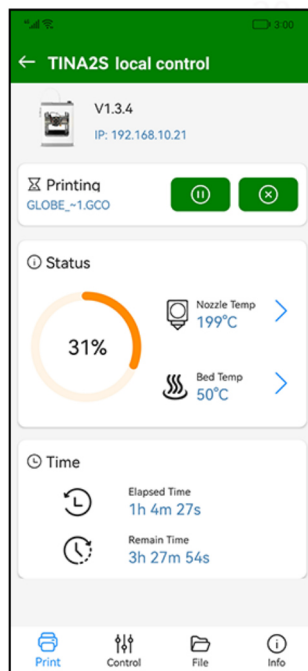 3:00
TINA2S local control
V1.3.4
IP: 192.168.10.21
Printing
GLOBE_~1.GCO
Status
31%
Nozzle Temp
199°C
Bed Temp
50°C
Time
Elapsed Time
1h 4m 27s
Remain Time
3h 27m 54s
Print Control File Info